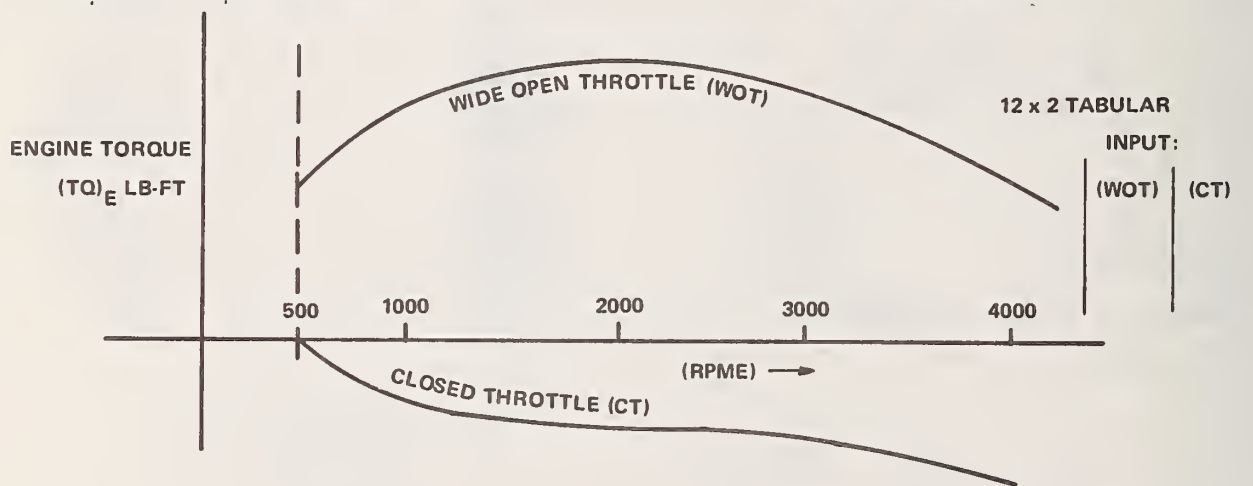 WIDE OPEN THROTTLE (WOT)
12 x 2 TABULAR
INPUT:
ENGINE TORQUE
(TQ)E LB-FT
(WOT)
(CT)
500
1000
2000
3000
4000
(RPME)
CLOSED THROTTLE (CT)